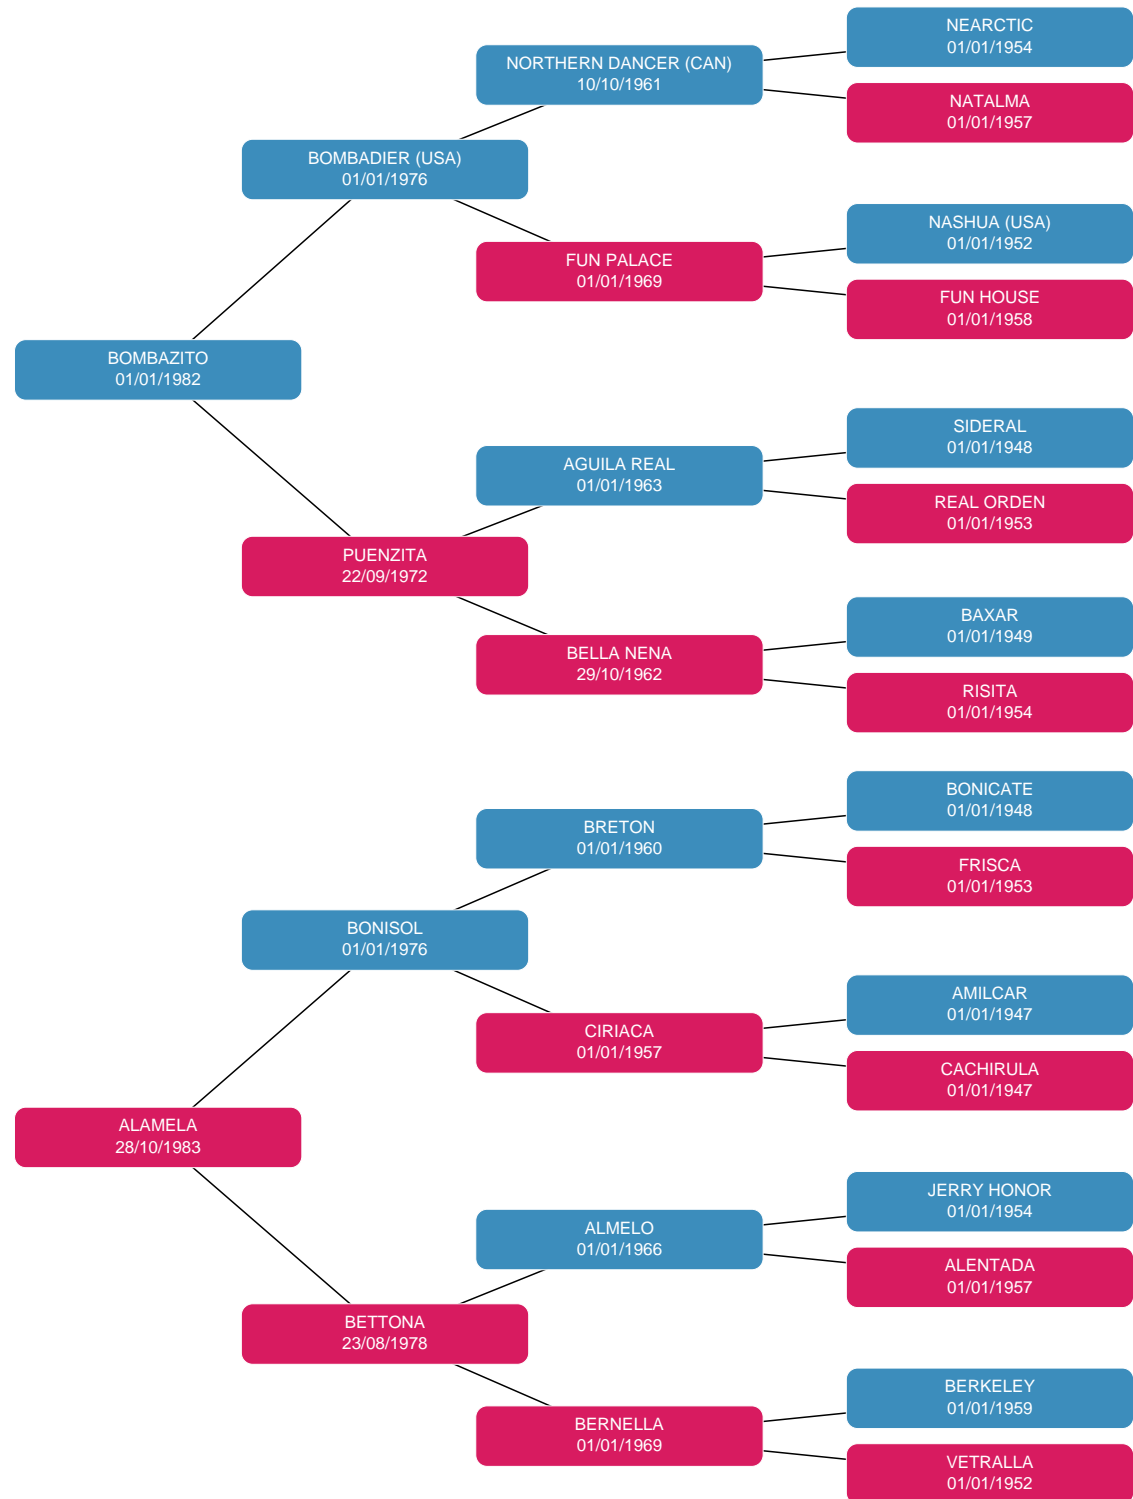 NEARCTIC
01/01/1954
NORTHERN DANCER (CAN)
10/10/1961
NATALMA
01/01/1957
BOMBADIER (USA)
01/01/1976
NASHUA (USA)
01/01/1952
FUN PALACE
01/01/1969
FUN HOUSE
01/01/1958
BOMBAZITO
01/01/1982
SIDERAL
01/01/1948
AGUILA REAL
01/01/1963
REAL ORDEN
01/01/1953
PUENZITA
22/09/1972
BAXAR
01/01/1949
BELLA NENA
29/10/1962
RISITA
01/01/1954
BONICATE
01/01/1948
BRETON
01/01/1960
FRISCA
01/01/1953
BONISOL
01/01/1976
AMILCAR
01/01/1947
CIRIACA
01/01/1957
CACHIRULA
01/01/1947
ALAMELA
28/10/1983
JERRY HONOR
01/01/1954
ALMELO
01/01/1966
ALENTADA
01/01/1957
BETTONA
23/08/1978
BERKELEY
01/01/1959
BERNELLA
01/01/1969
VETRALLA
01/01/1952